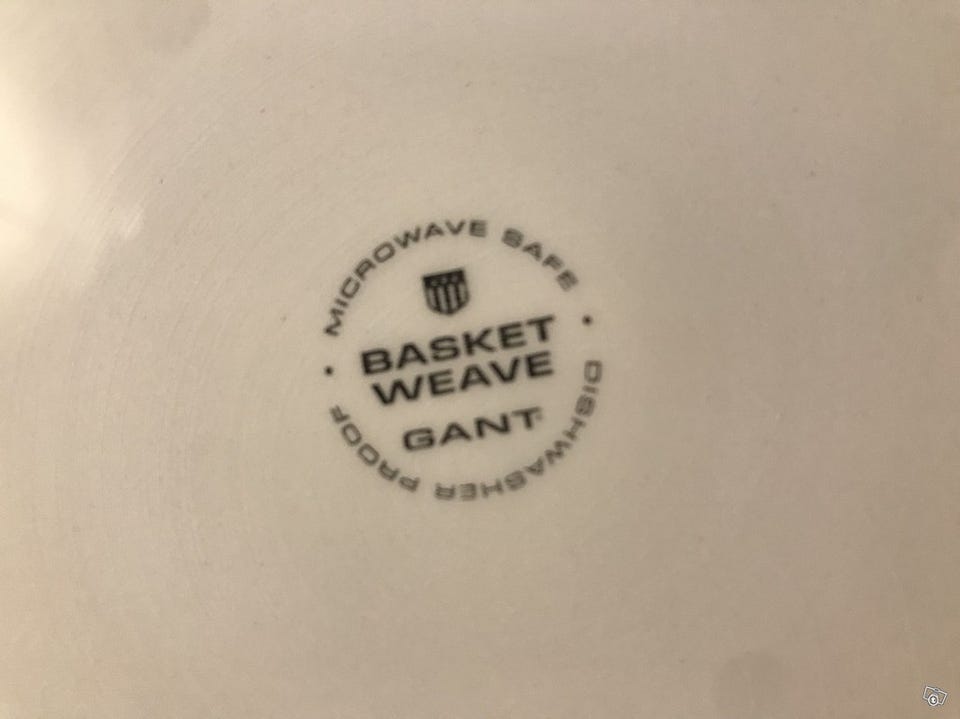 MICROWAVE SAFE
BASKET
WEAVE
GANT
DISHWASHER PROOF